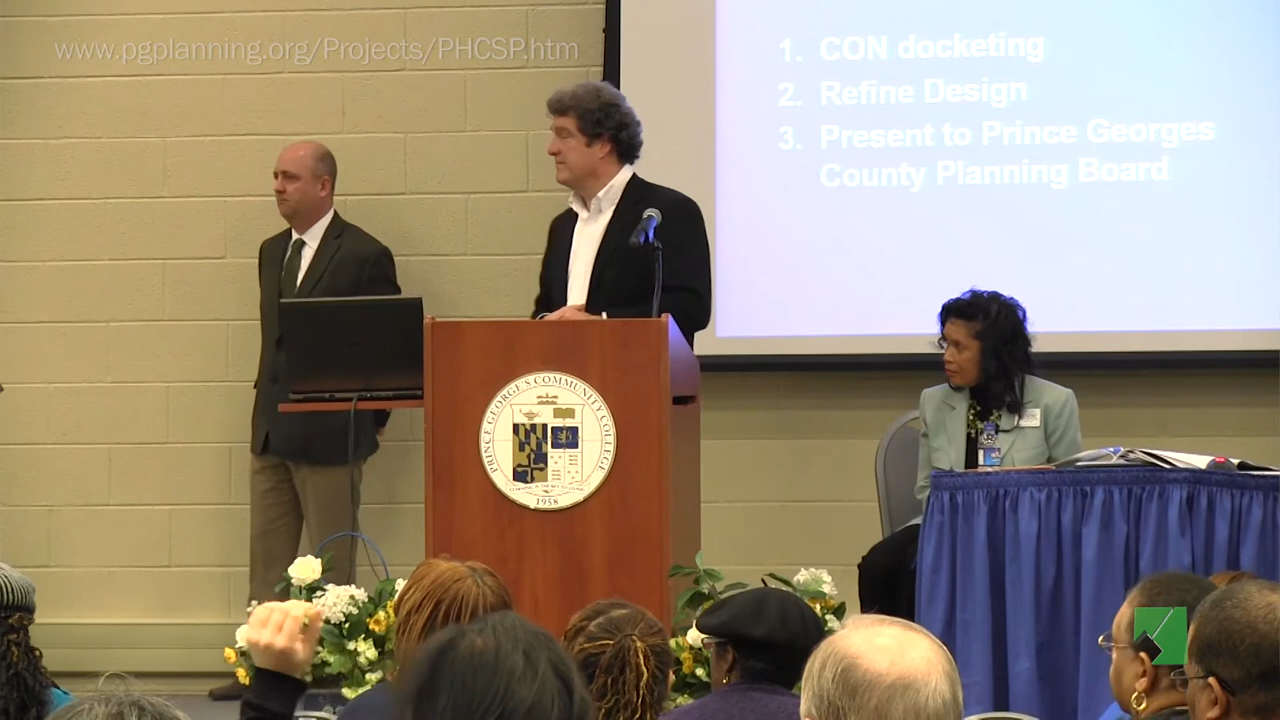 www.pgplanning.org/Projects/PHCSP.htm
1. CON docketing
2. Refine Design
3. Present to Prince Georges
County Planning Board
PRINCE GEORGE'S COMMUNITY COLLEGE
1958